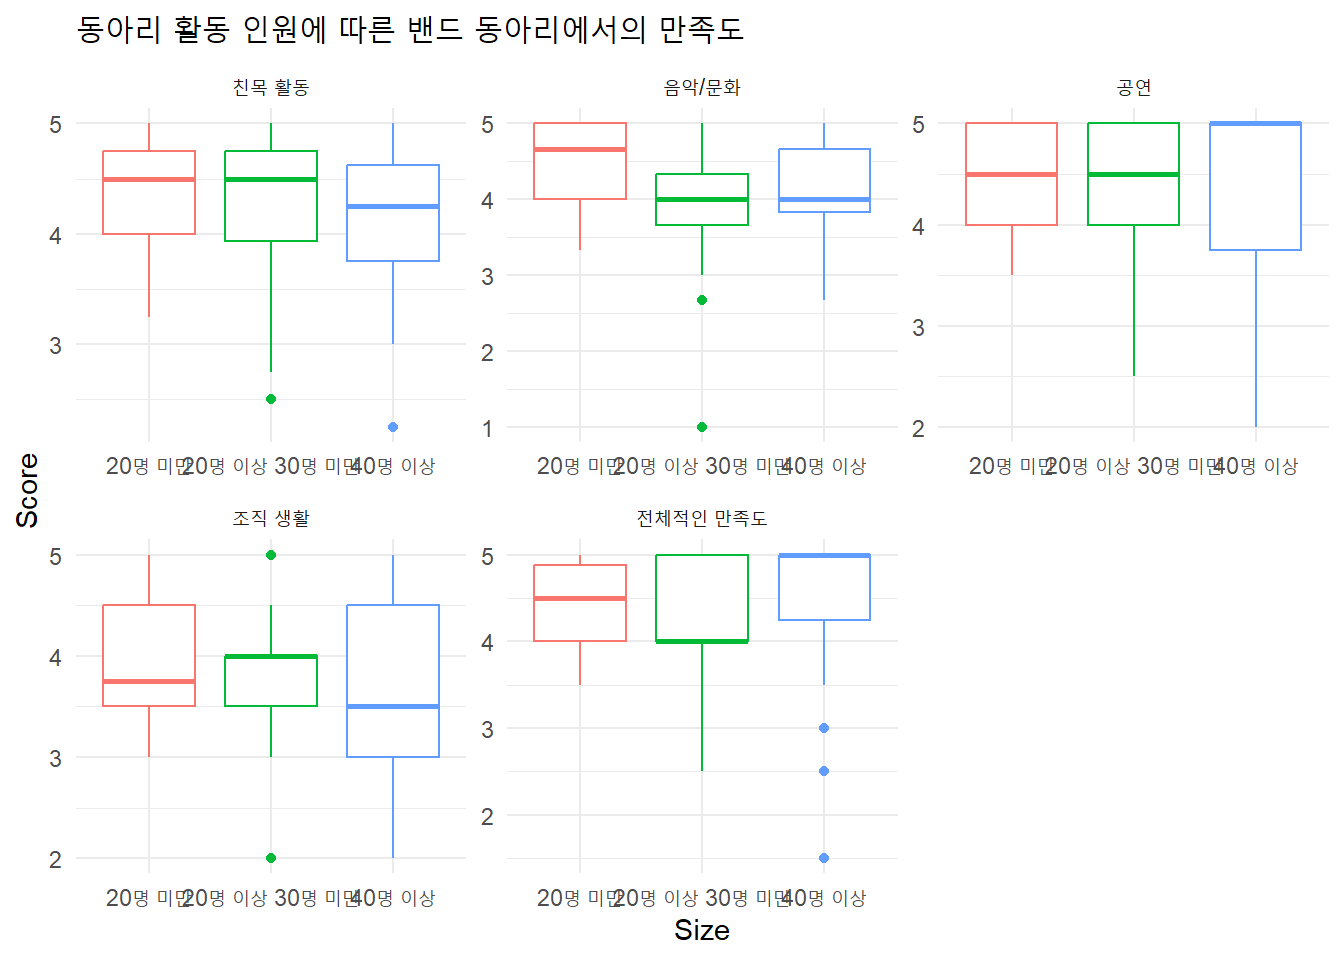 동아리 활동 인원에 따른 밴드 동아리에서의 만족도
친목 활동
음악/문화
공연
5
4
3
5
4
3
2
1
5
4
3
2
20명 미만
20명 이상 30명 미만
40명 이상
20명 미만
20명 이상 30명 미만
40명 이상
20명 미만
20명 이상 30명 미만
40명 이상
Score
조직 생활
전체적인 만족도
5
4
3
2
5
4
3
2
20명 미만
20명 이상 30명 미만
40명 이상
20명 미만
20명 이상 30명 미만
40명 이상
Size